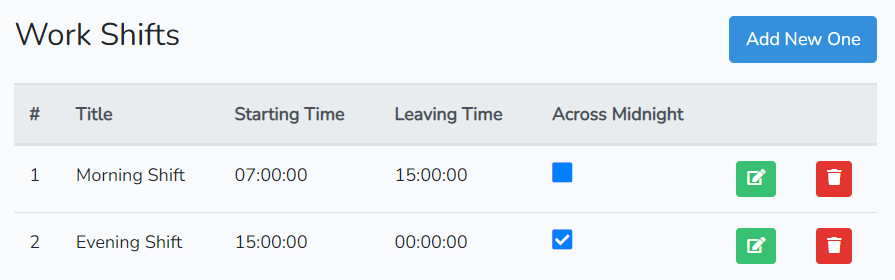 Work Shifts
Add New One
# Title Starting Time Leaving Time Across Midnight
1 Morning Shift 07:00:00 15:00:00
2 Evening Shift 15:00:00 00:00:00